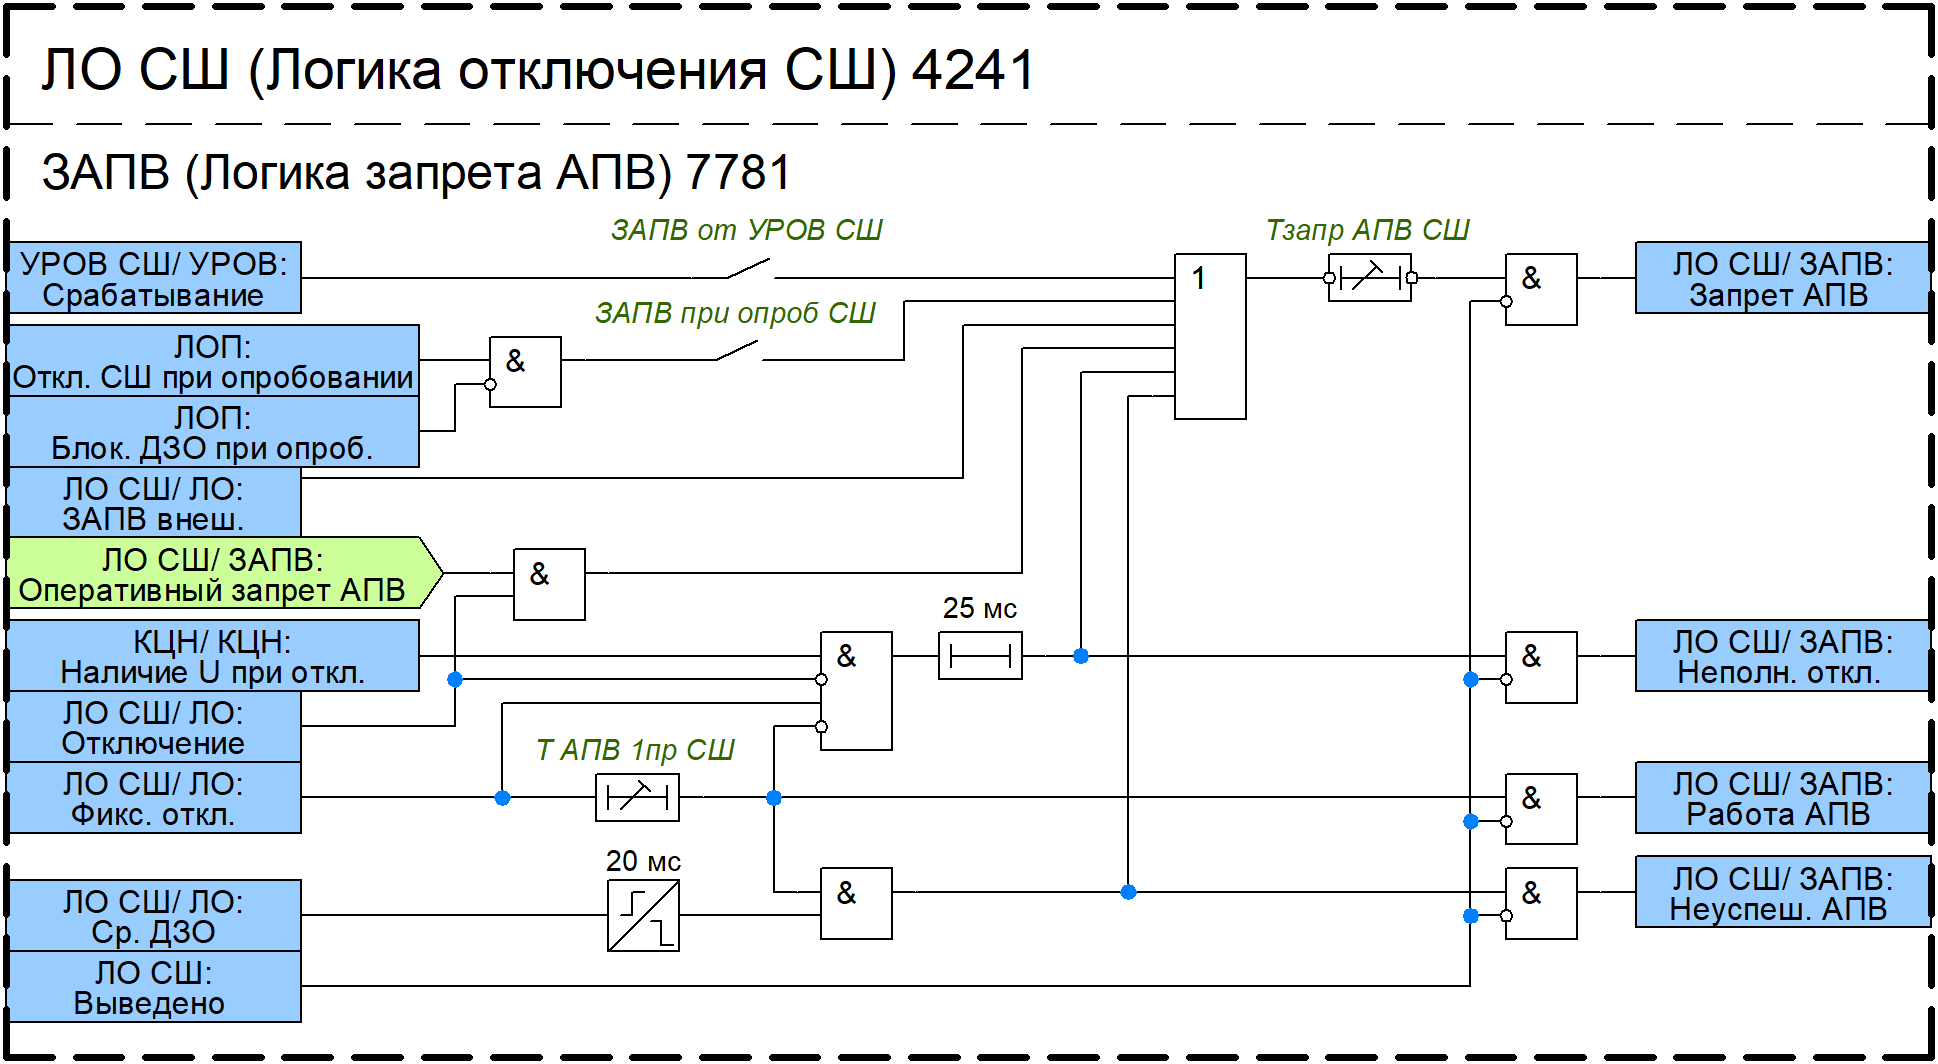 ЛО СШ (Логика отключения СШ) 4241
ЗАПВ (Логика запрета АПВ) 7781
ЗАПВ от УРОВ СШ
Tзапр АПВ СШ
УРОВ СШ/ УРОВ:
Срабатывание
1
&
ЛО СШ/ ЗАПВ:
Запрет АПВ
ЗАПВ при опроб СШ
ЛОП:
Откл. СШ при опробовании
&
ЛОП:
Блок. ДЗО при опроб.
ЛО СШ/ ЛО:
ЗАПВ внеш.
ЛО СШ/ ЗАПВ:
Оперативный запрет АПВ
&
25 мс
КЦН/ КЦН:
Наличие U при откл.
&
&
ЛО СШ/ ЗАПВ:
Неполн. откл.
ЛО СШ/ ЛО:
Отключение
T АПВ 1пр СШ
ЛО СШ/ ЛО:
Фикс. откл.
&
ЛО СШ/ ЗАПВ:
Работа АПВ
20 мс
ЛО СШ/ ЛО:
Ср. ДЗО
&
&
ЛО СШ/ ЗАПВ:
Неуспеш. АПВ
ЛО СШ:
Выведено